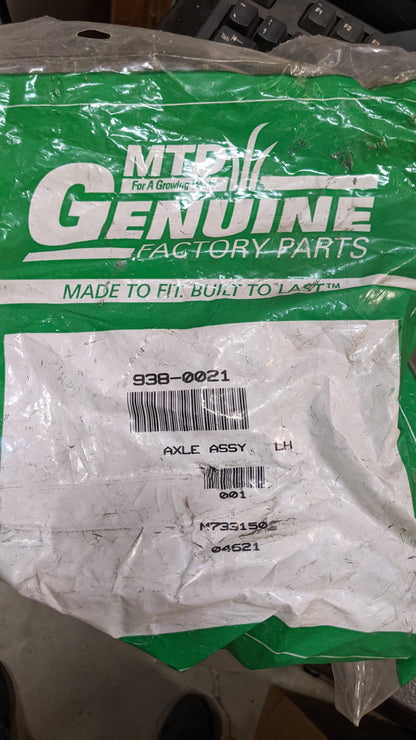 MTD
For A Growing
GENUINE
FACTORY PARTS
MADE TO FIT. BUILT TO LAST™
938-0021
AXLE ASSY. LH
001
04621